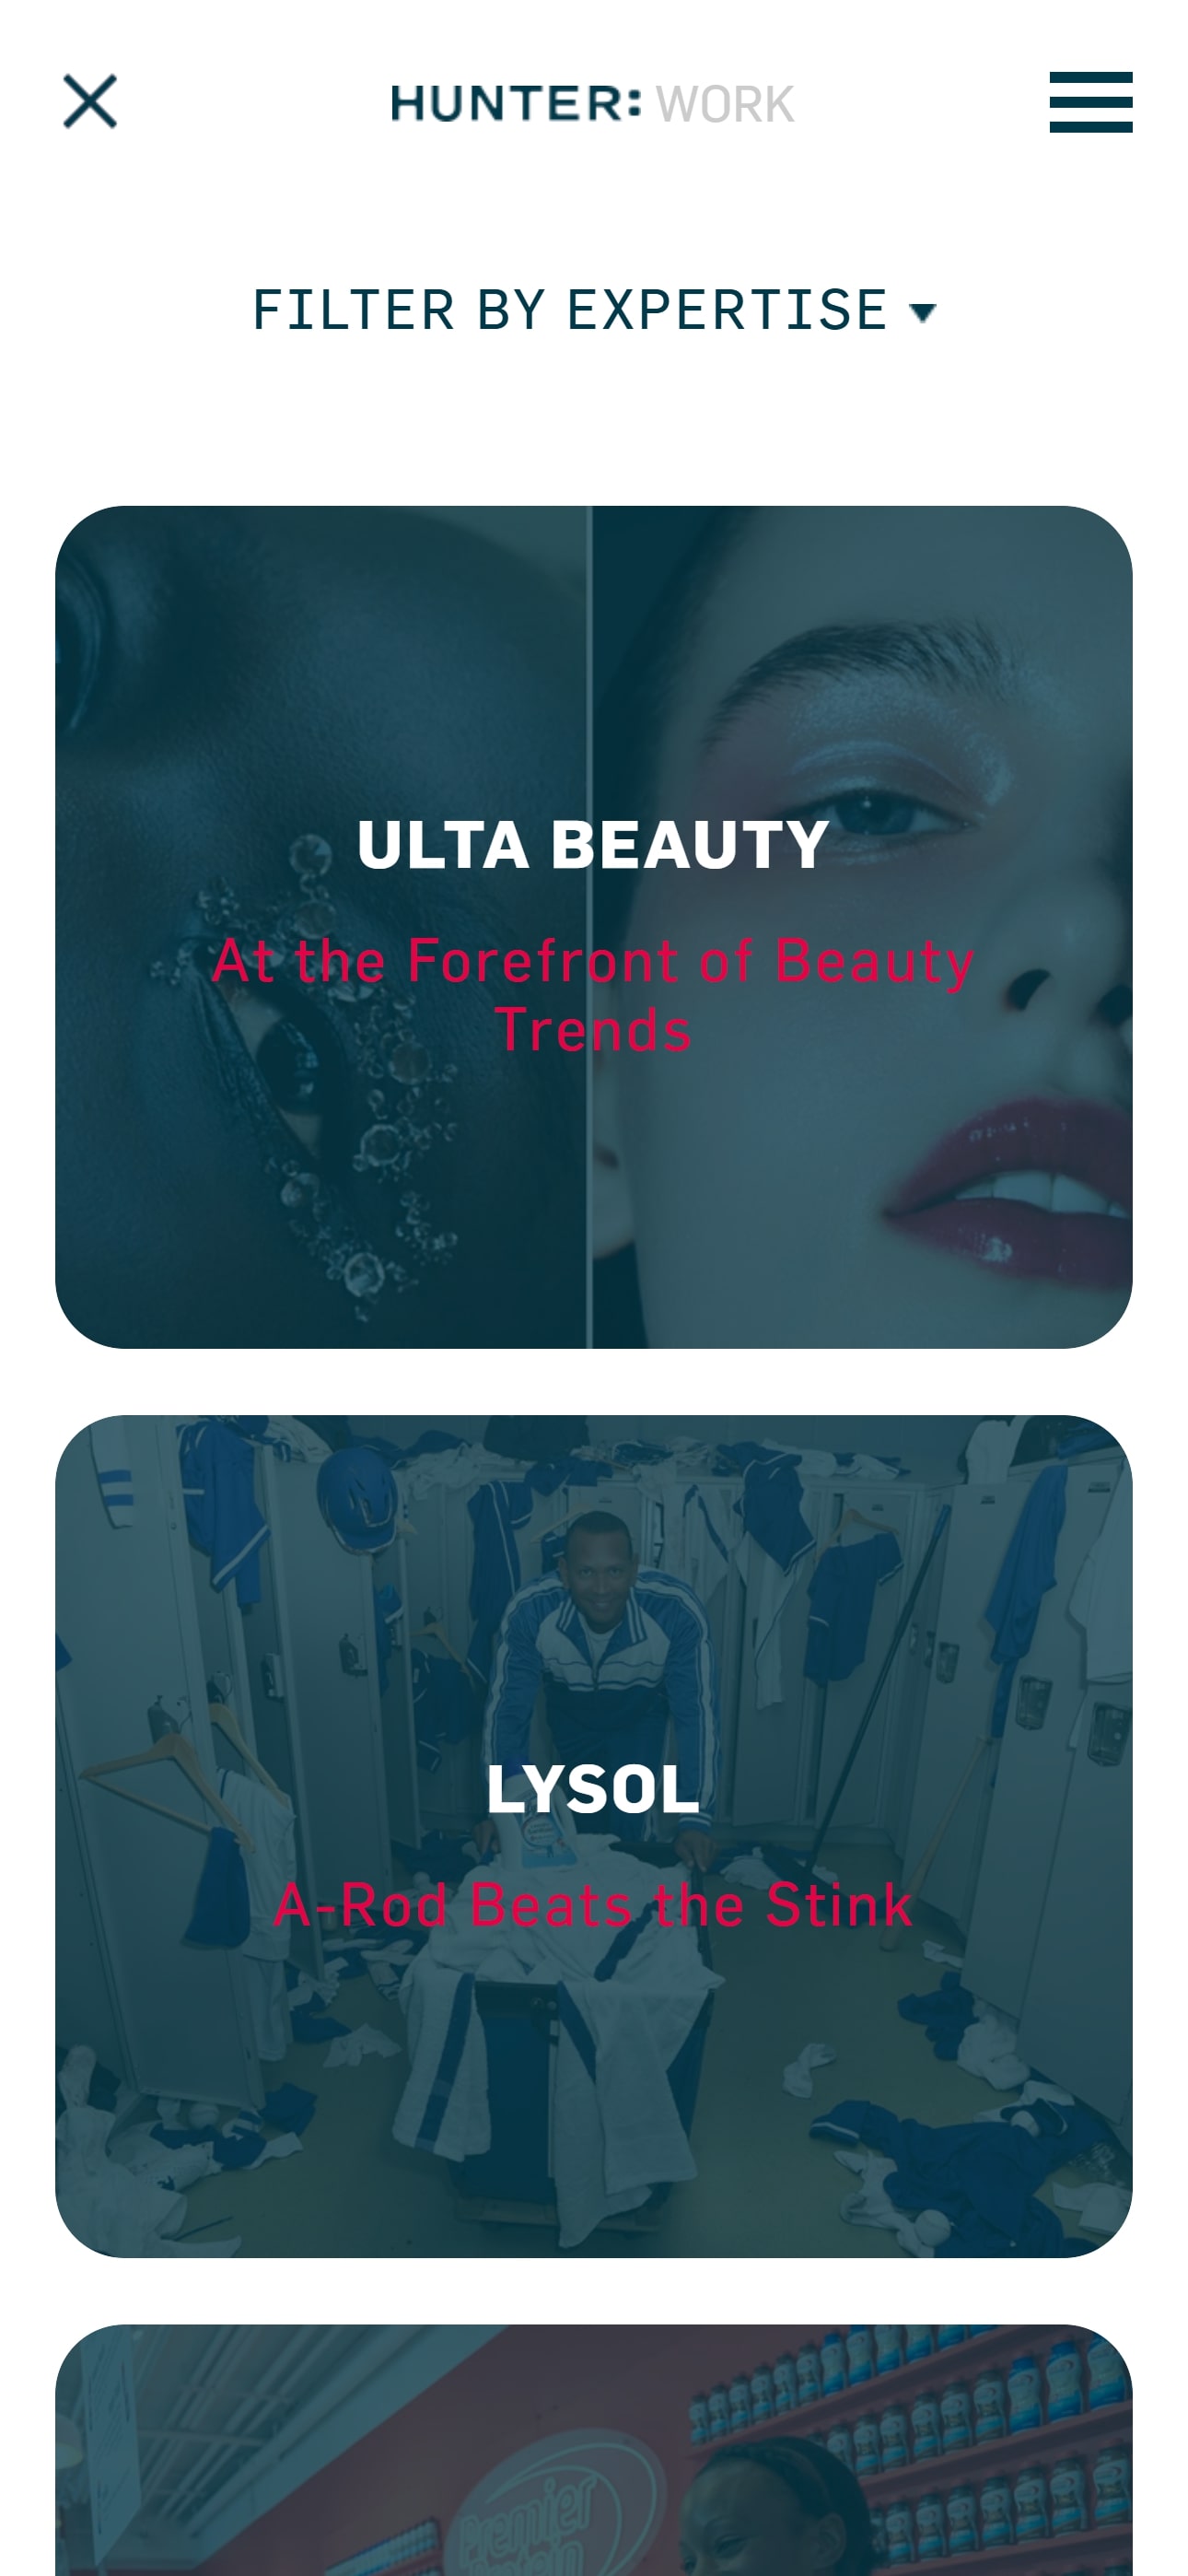 HUNTER: WORK
FILTER BY EXPERTISE
ULTA BEAUTY
At the Forefront of Beauty
Trends
LYSOL
A-Rod Beats the Stink
Premier
Protein